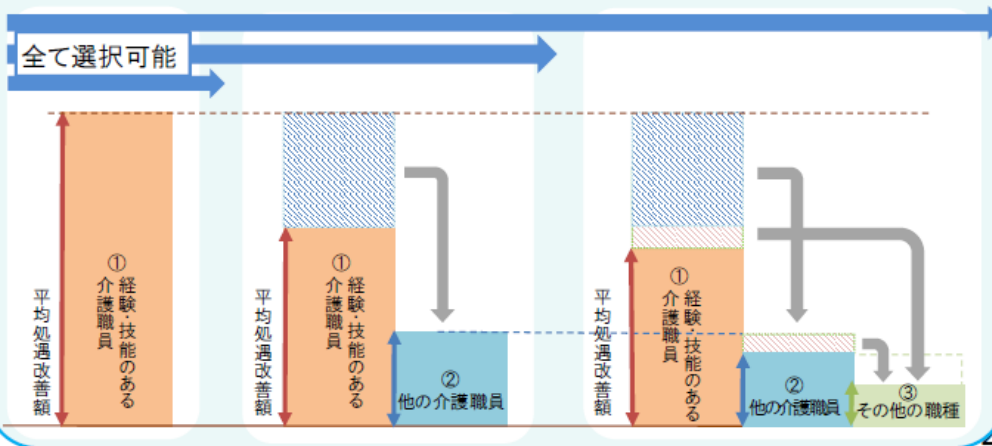 全て選択可能
平均処遇改善額
①
経験・技能のある
介護職員
平均処遇改善額
①
経験・技能のある
介護職員
②
他の介護職員
平均処遇改善額
①
経験・技能のある
介護職員
②
他の介護職員
③
その他の職種